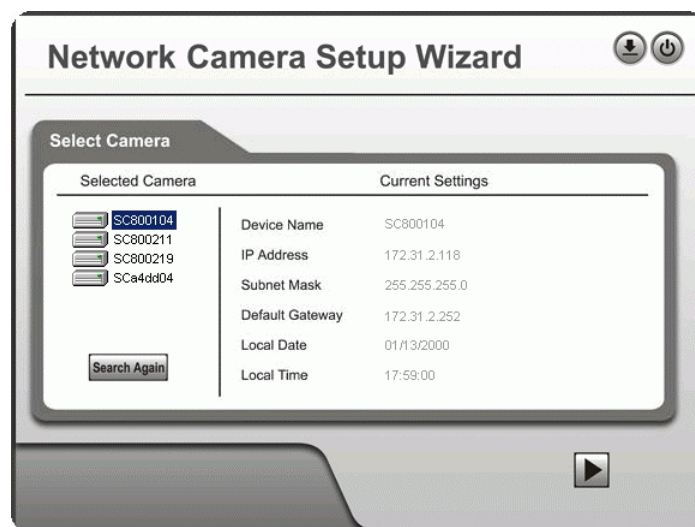 Network Camera Setup Wizard
Select Camera
Selected Camera
Current Settings
SC800104
SC800211
SC800219
SCa4dd04
Search Again
Device Name SC800104
IP Address 172.31.2.118
Subnet Mask 255.255.255.0
Default Gateway 172.31.2.252
Local Date 01/13/2000
Local Time 17:59:00